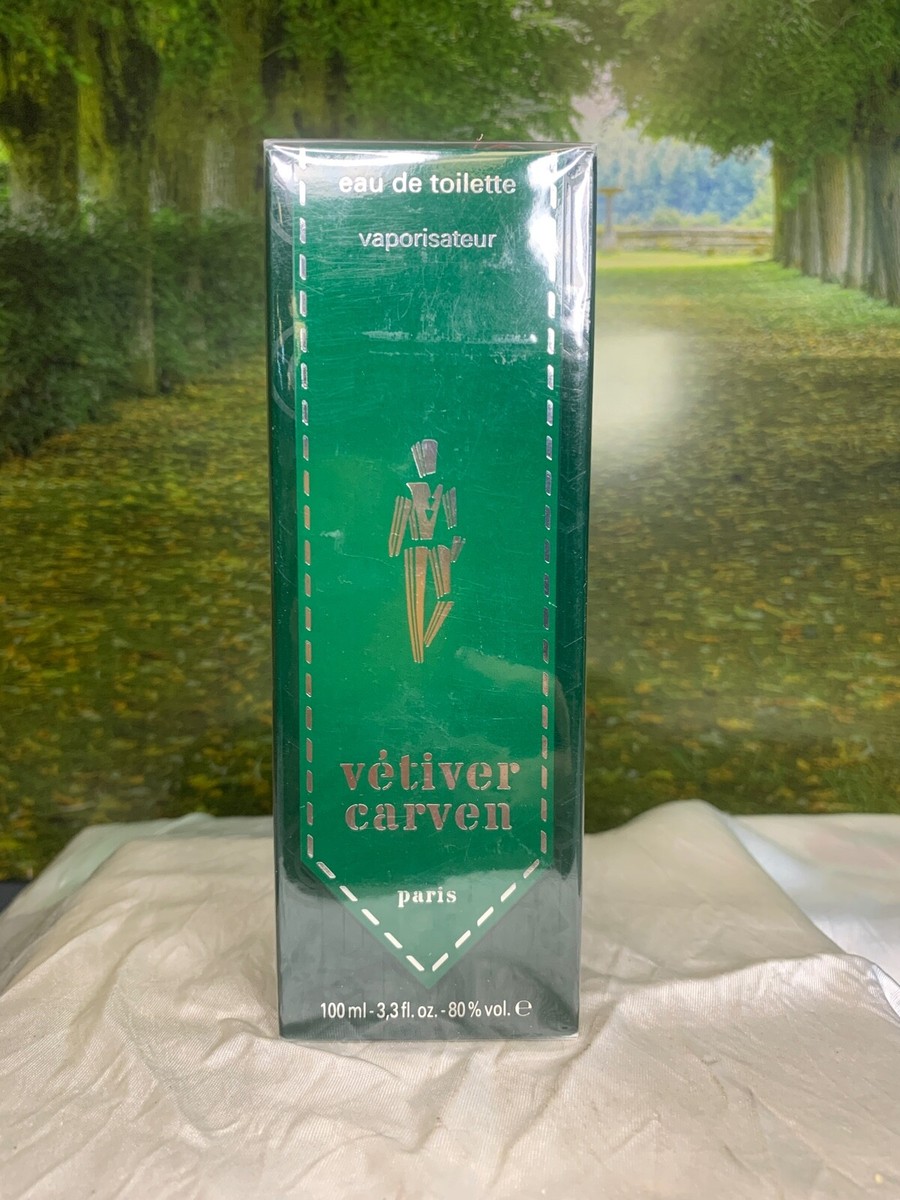 eau de toilette
vaporisateur
vétiver
carven
paris
100 ml - 3,3 fl. oz. - 80 % vol. ℮